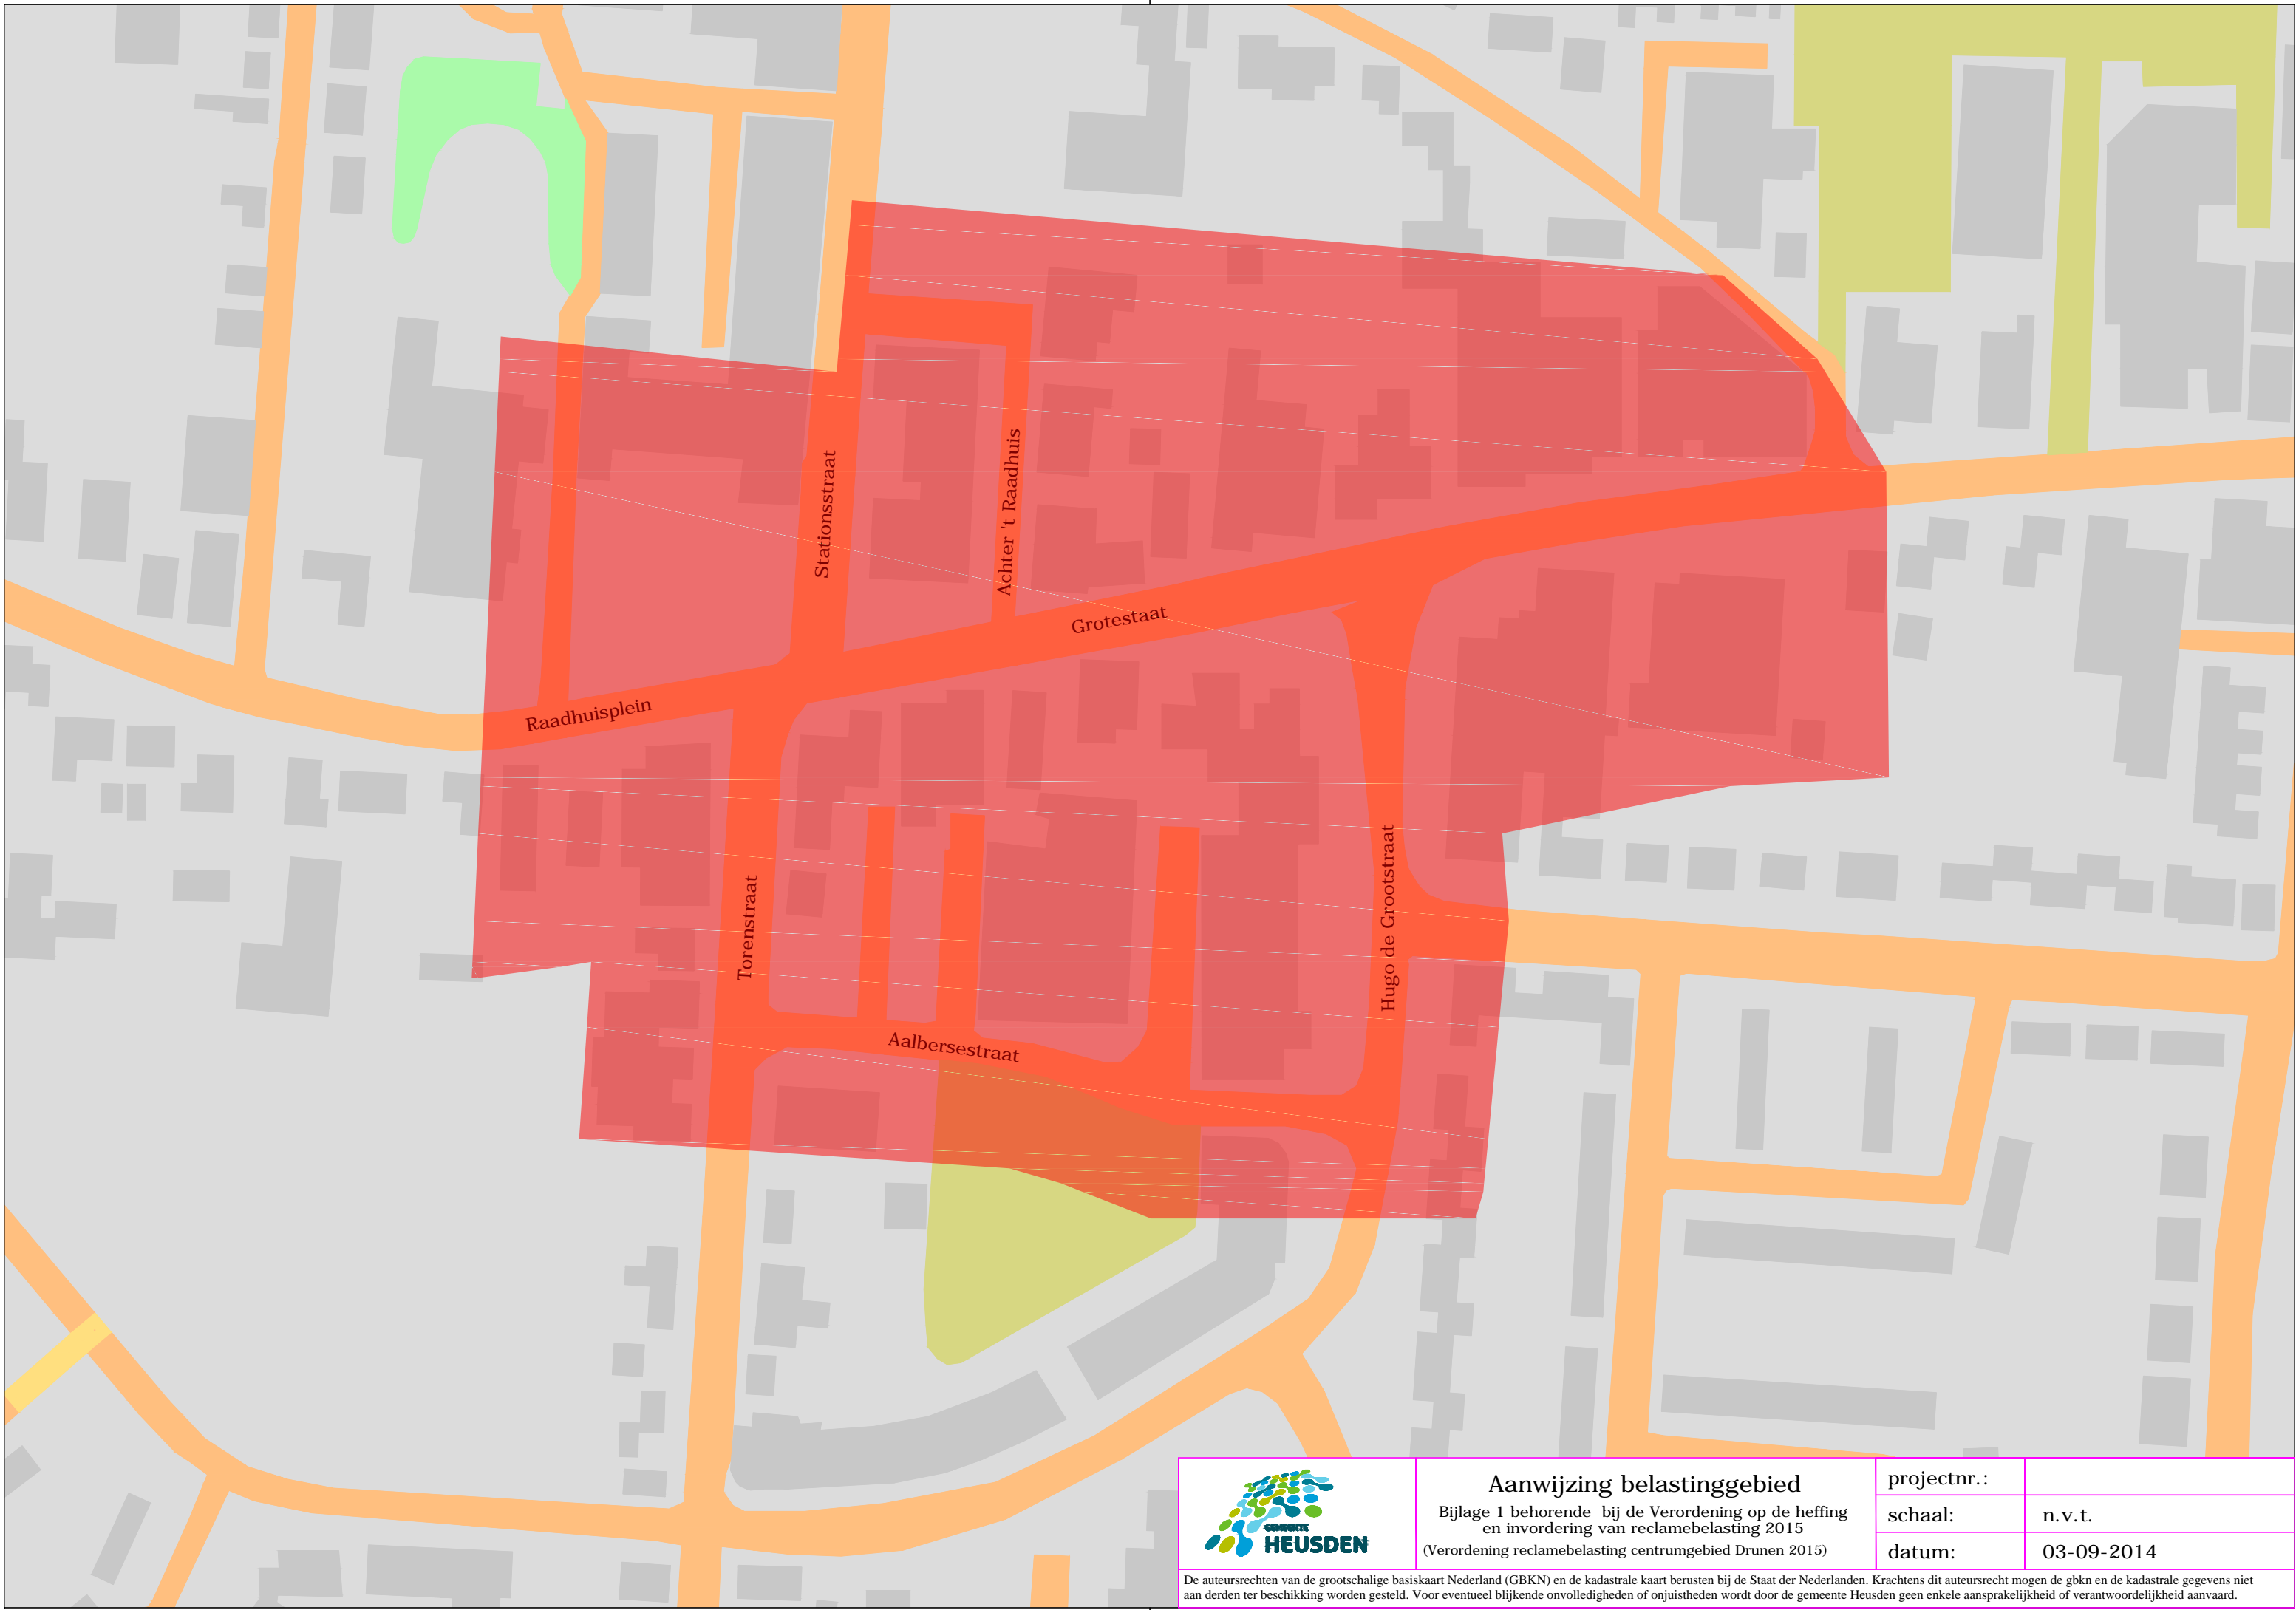 Stationsstraat
Achter 't Raadhuis
Grotestaat
Raadhuisplein
Torenstraat
Hugo de Grootstraat
Aalbersestraat
GEMEENTE
HEUSDEN
Aanwijzing belastinggebied
Bijlage 1 behorende bij de Verordening op de heffing
en invordering van reclamebelasting 2015
(Verordening reclamebelasting centrumgebied Drunen 2015)
projectnr.:
schaal: n.v.t.
datum: 03-09-2014
De auteursrechten van de grootschalige basiskaart Nederland (GBKN) en de kadastrale kaart berusten bij de Staat der Nederlanden. Krachtens dit auteursrecht mogen de gbkn en de kadastrale gegevens niet
aan derden ter beschikking worden gesteld. Voor eventueel blijkende onvolledigheden of onjuistheden wordt door de gemeente Heusden geen enkele aansprakelijkheid of verantwoordelijkheid aanvaard.